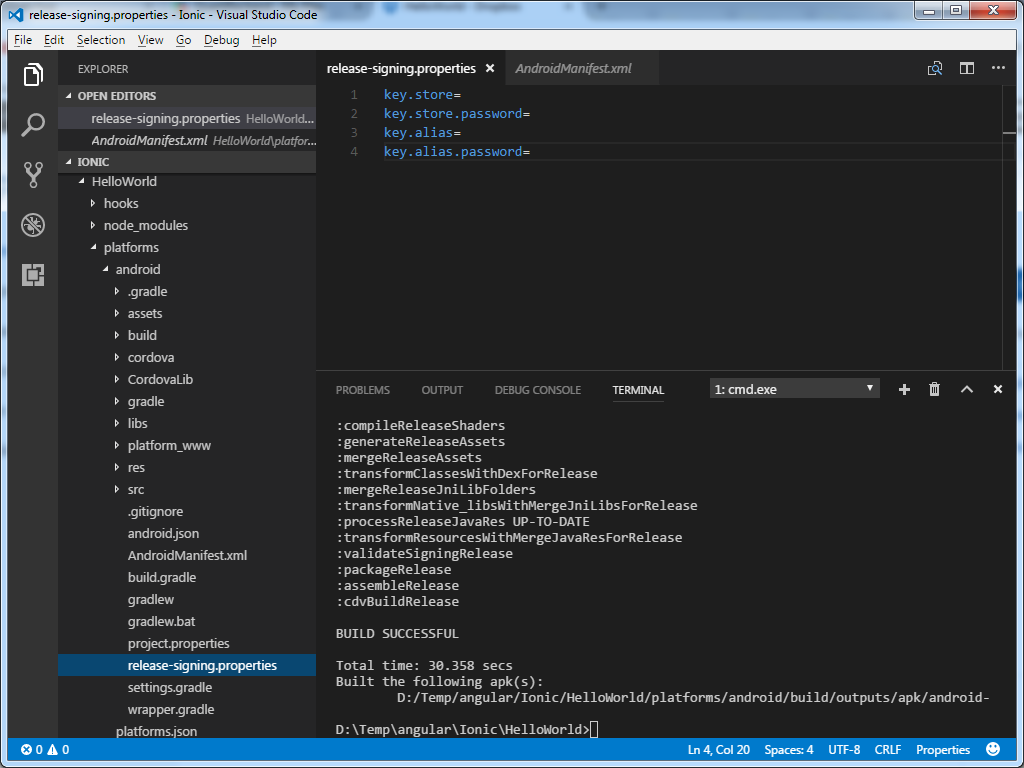 release-signing.properties - Ionic - Visual Studio Code
File Edit Selection View Go Debug Help
EXPLORER
OPEN EDITORS
release-signing.properties HelloWorld...
AndroidManifest.xml HelloWorld\platfor...
IONIC
HelloWorld
hooks
node_modules
platforms
android
.gradle
assets
build
cordova
CordovaLib
gradle
libs
platform_www
res
src
.gitignore
android.json
AndroidManifest.xml
build.gradle
gradlew
gradlew.bat
project.properties
release-signing.properties
settings.gradle
wrapper.gradle
platforms.json
release-signing.properties AndroidManifest.xml
1 key.store=
2 key.store.password=
3 key.alias=
4 key.alias.password=
PROBLEMS OUTPUT DEBUG CONSOLE TERMINAL 1: cmd.exe
:compileReleaseShaders
:generateReleaseAssets
:mergeReleaseAssets
:transformClassesWithDexForRelease
:mergeReleaseJniLibFolders
:transformNative_libsWithMergeJniLibsForRelease
:processReleaseJavaRes UP-TO-DATE
:transformResourcesWithMergeJavaResForRelease
:validateSigningRelease
:packageRelease
:assembleRelease
:cdvBuildRelease
BUILD SUCCESSFUL
Total time: 30.358 secs
Built the following apk(s):
D:/Temp/angular/Ionic/HelloWorld/platforms/android/build/outputs/apk/android-
D:\Temp\angular\Ionic\HelloWorld>
0 0 Ln 4, Col 20 Spaces: 4 UTF-8 CRLF Properties